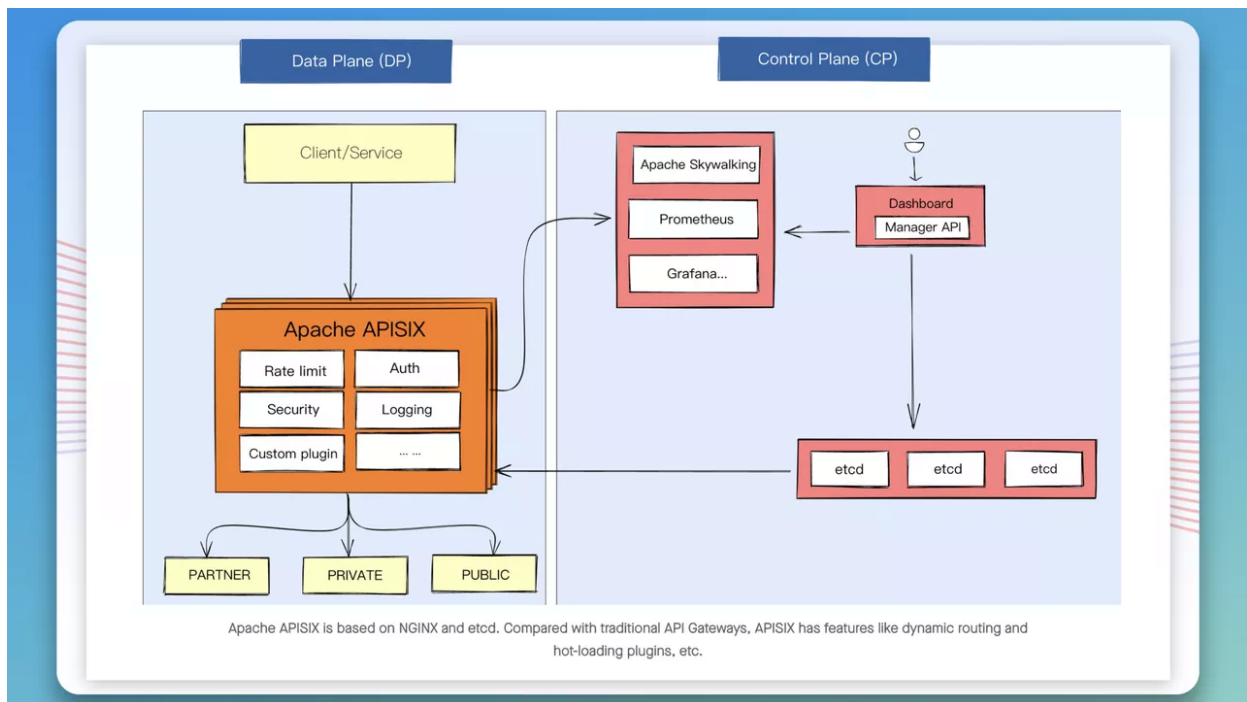 Data Plane (DP)
Control Plane (CP)
Client/Service
Apache APISIX
Rate limit
Auth
Security
Logging
Custom plugin
... ...
PARTNER
PRIVATE
PUBLIC
Apache Skywalking
Prometheus
Grafana...
Dashboard
Manager API
etcd
etcd
etcd
Apache APISIX is based on NGINX and etcd. Compared with traditional API Gateways, APISIX has features like dynamic routing and
hot-loading plugins, etc.